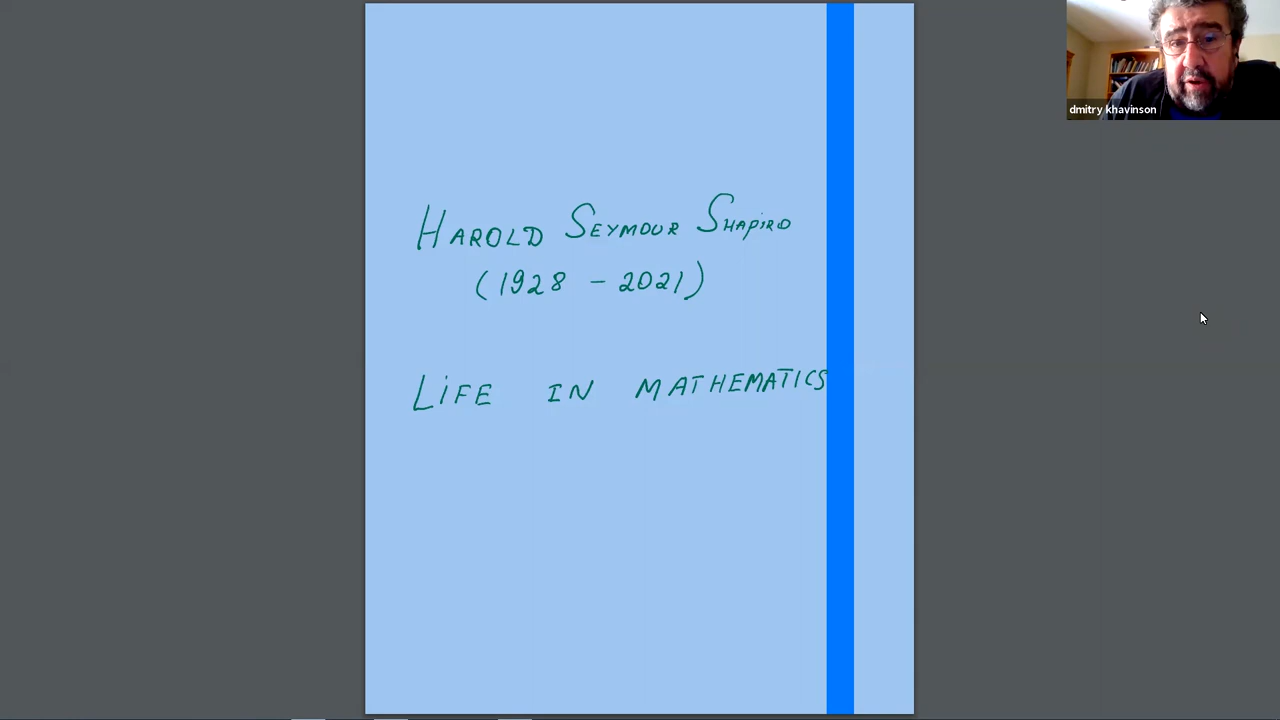 dmitry khavinson
HAROLD SEYMOUR SHAPIRO
(1928 - 2021)
LIFE IN MATHEMATICS